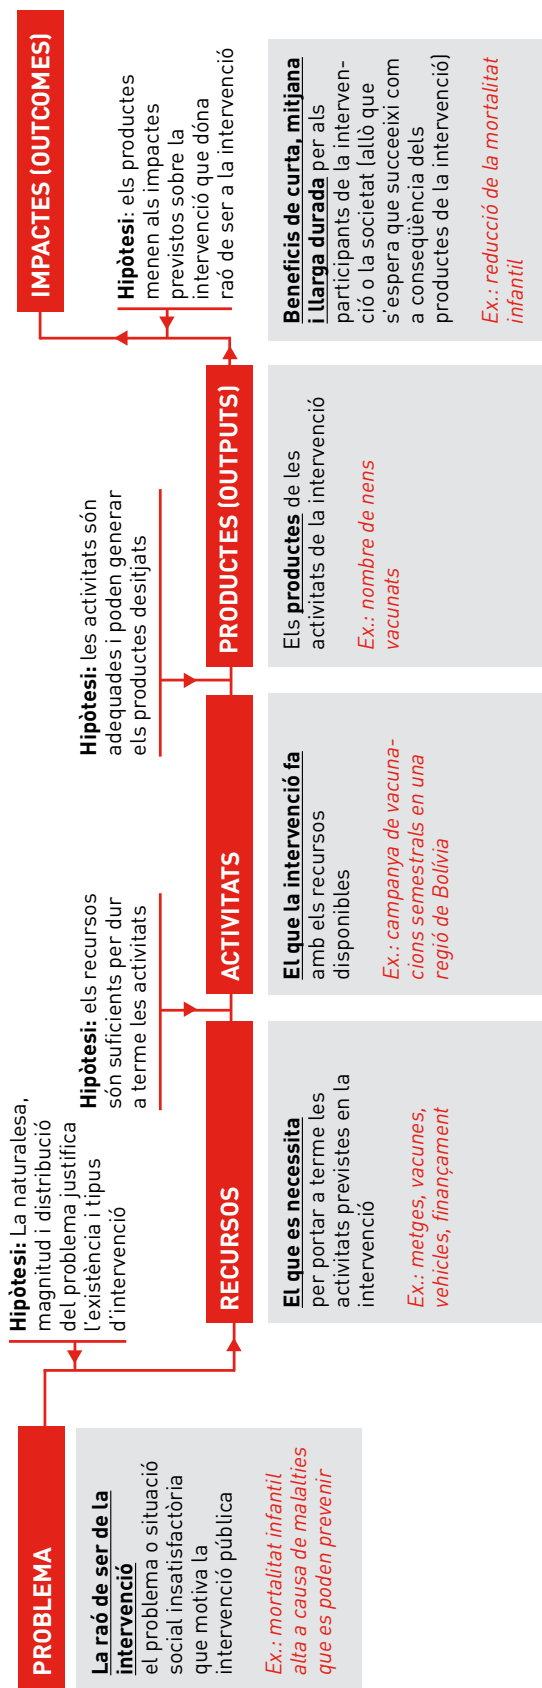 PROBLEMA
La raó de ser de la
intervenció
el problema o situació
social insatisfactòria
que motiva la
intervenció pública
Ex.: mortalitat infantil
alta a causa de malalties
que es poden prevenir
Hipòtesi: La naturalesa,
magnitud i distribució
del problema justifica
l’existència i tipus
d’intervenció
RECURSOS
El que es necessita
per portar a terme les
activitats previstes en la
intervenció
Ex.: metges, vacunes,
vehicles, finançament
Hipòtesi: els recursos
són suficients per dur
a terme les activitats
ACTIVITATS
El que la intervenció fa
amb els recursos
disponibles
Ex.: campanya de vacuna-
cions semestrals en una
regió de Bolívia
Hipòtesi: les activitats són
adequades i poden generar
els productes desitjats
PRODUCTES (OUTPUTS)
Els productes de les
activitats de la intervenció
Ex.: nombre de nens
vacunats
Hipòtesi: els productes
menen als impactes
previstos sobre la
intervenció que dóna
raó de ser a la intervenció
IMPACTES (OUTCOMES)
Beneficis de curta, mitjana
i llarga durada per als
participants de la interven-
ció o la societat (allò que
s’espera que succeeixi com
a conseqüència dels
productes de la intervenció)
Ex.: reducció de la mortalitat
infantil